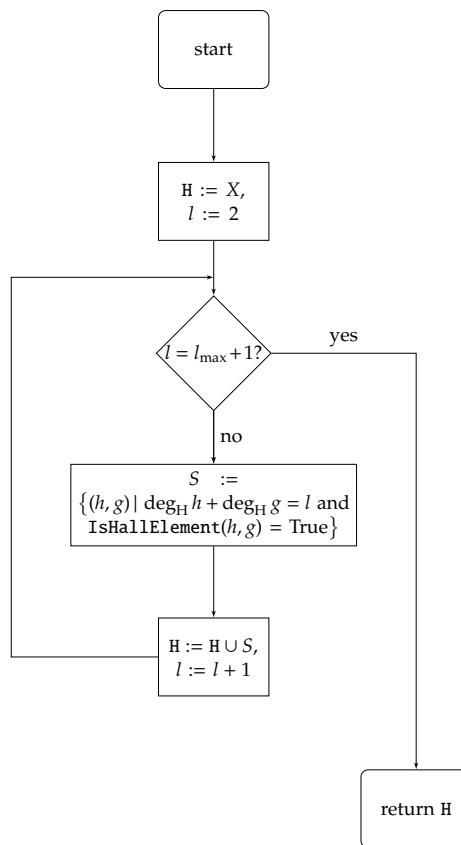 start
H := X,
l := 2
l = l_max + 1?
yes
no
S :=
{(h, g) | deg_H h + deg_H g = l and
IsHallElement(h, g) = True}
H := H ∪ S,
l := l + 1
return H